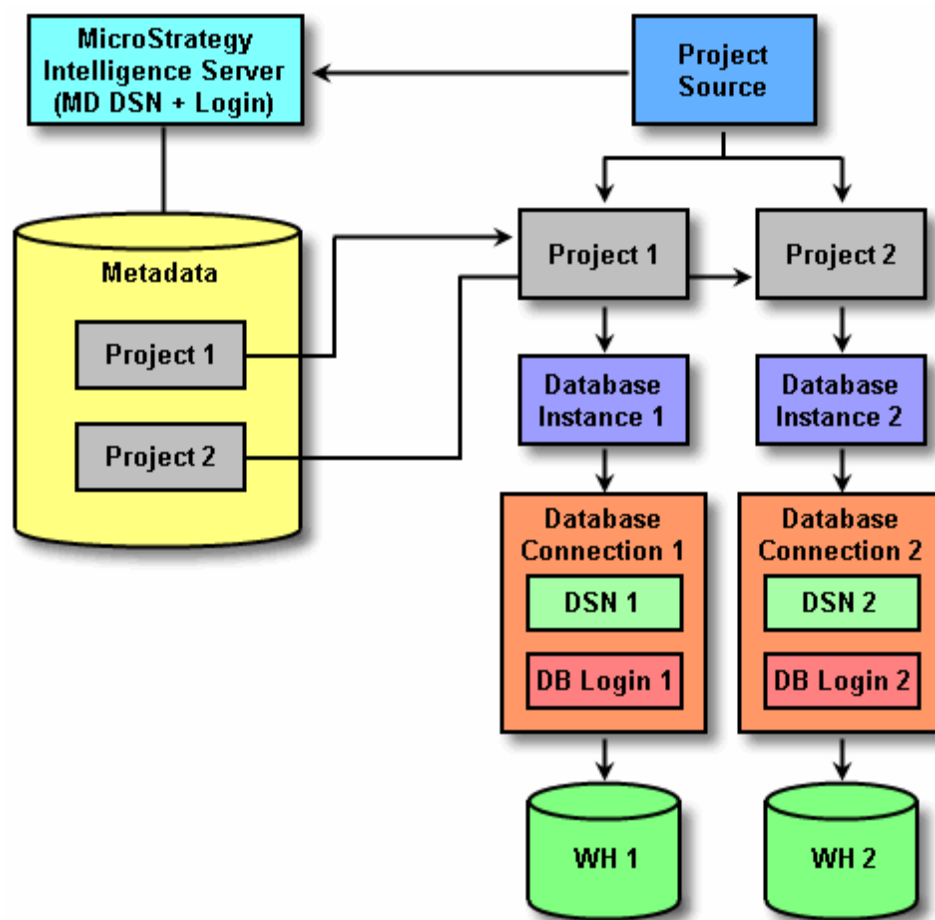 MicroStrategy
Intelligence Server
(MD DSN + Login)
Project
Source
Metadata
Project 1
Project 2
Project 1
Project 2
Database
Instance 1
Database
Instance 2
Database
Connection 1
DSN 1
DB Login 1
Database
Connection 2
DSN 2
DB Login 2
WH 1
WH 2